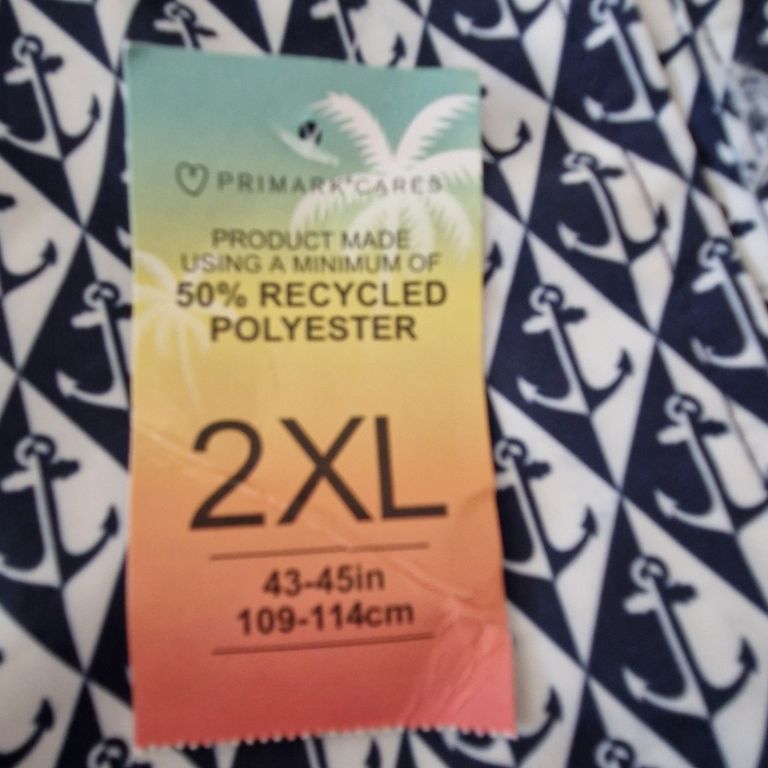 PRIMARK CARES
PRODUCT MADE
USING A MINIMUM OF
50% RECYCLED
POLYESTER
2XL
43-45in
109-114cm